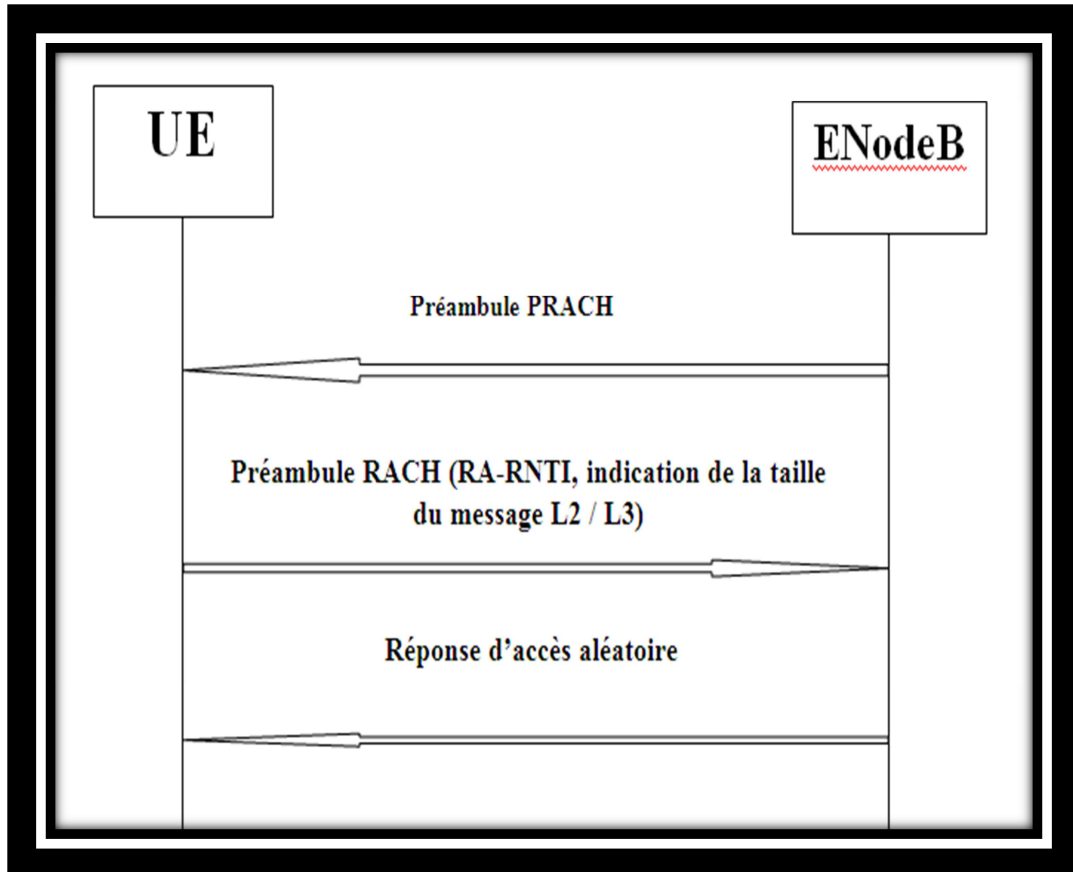 UE
ENodeB
Préambule PRACH
Préambule RACH (RA-RNTI, indication de la taille
du message L2 / L3)
Réponse d’accès aléatoire